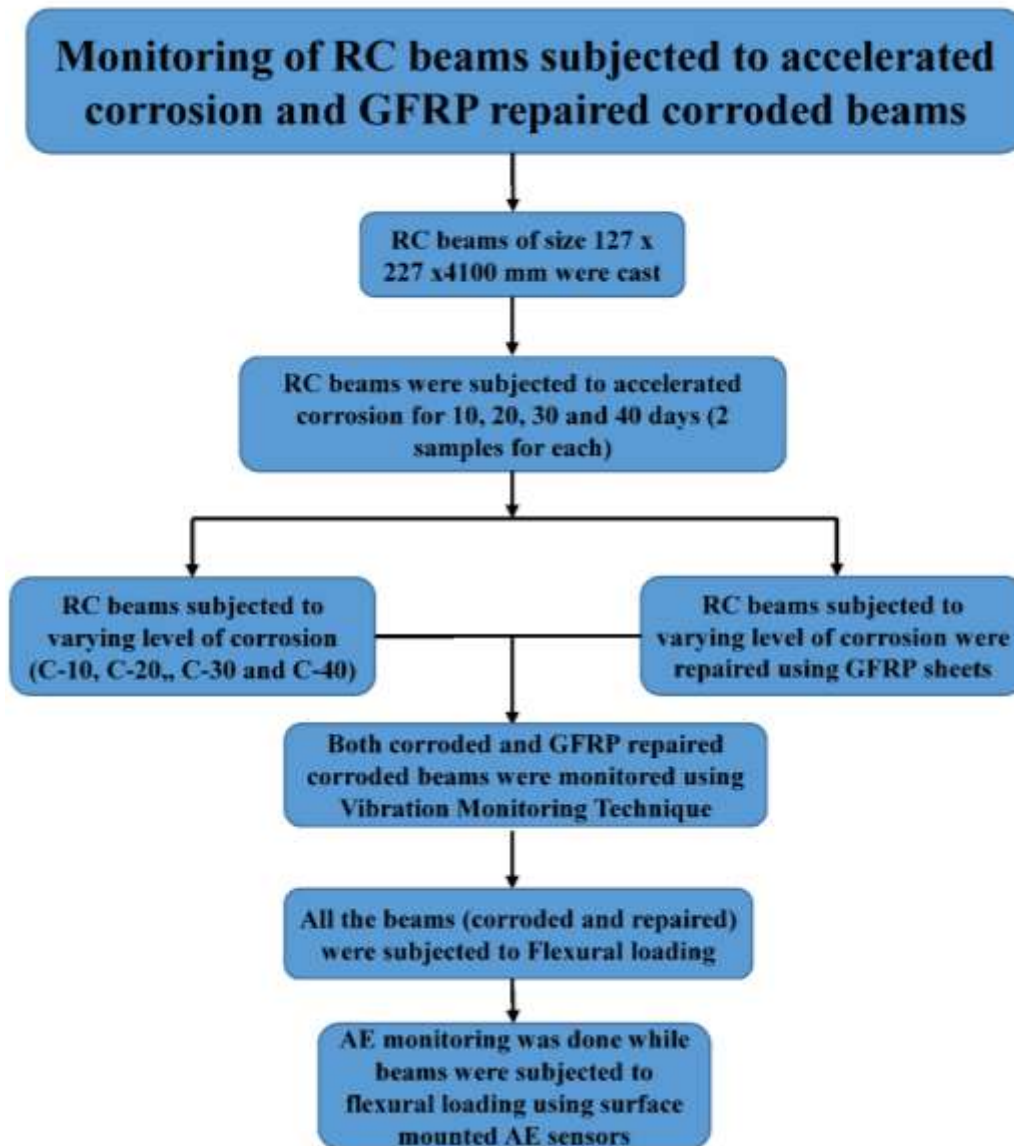 Monitoring of RC beams subjected to accelerated
corrosion and GFRP repaired corroded beams
RC beams of size 127 x
227 x4100 mm were cast
RC beams were subjected to accelerated
corrosion for 10, 20, 30 and 40 days (2
samples for each)
RC beams subjected to
varying level of corrosion
(C-10, C-20,, C-30 and C-40)
RC beams subjected to
varying level of corrosion were
repaired using GFRP sheets
Both corroded and GFRP repaired
corroded beams were monitored using
Vibration Monitoring Technique
All the beams (corroded and repaired)
were subjected to Flexural loading
AE monitoring was done while
beams were subjected to
flexural loading using surface
mounted AE sensors